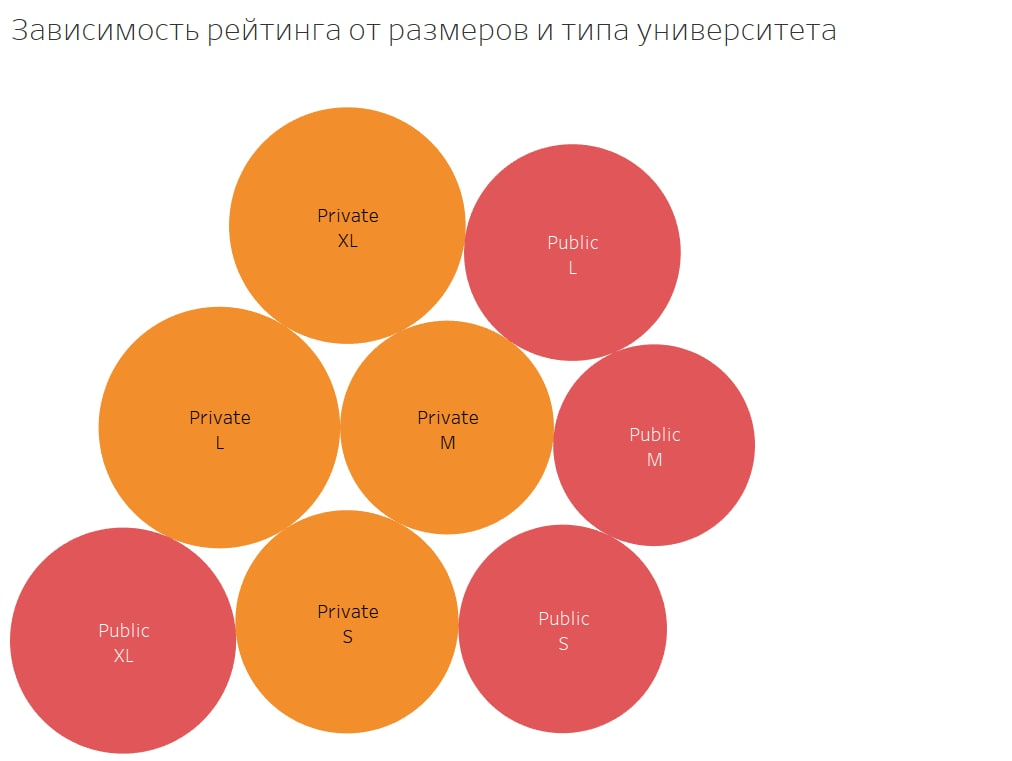 Зависимость рейтинга от размеров и типа университета
Private
XL
Public
L
Private
L
Private
M
Public
M
Public
XL
Private
S
Public
S